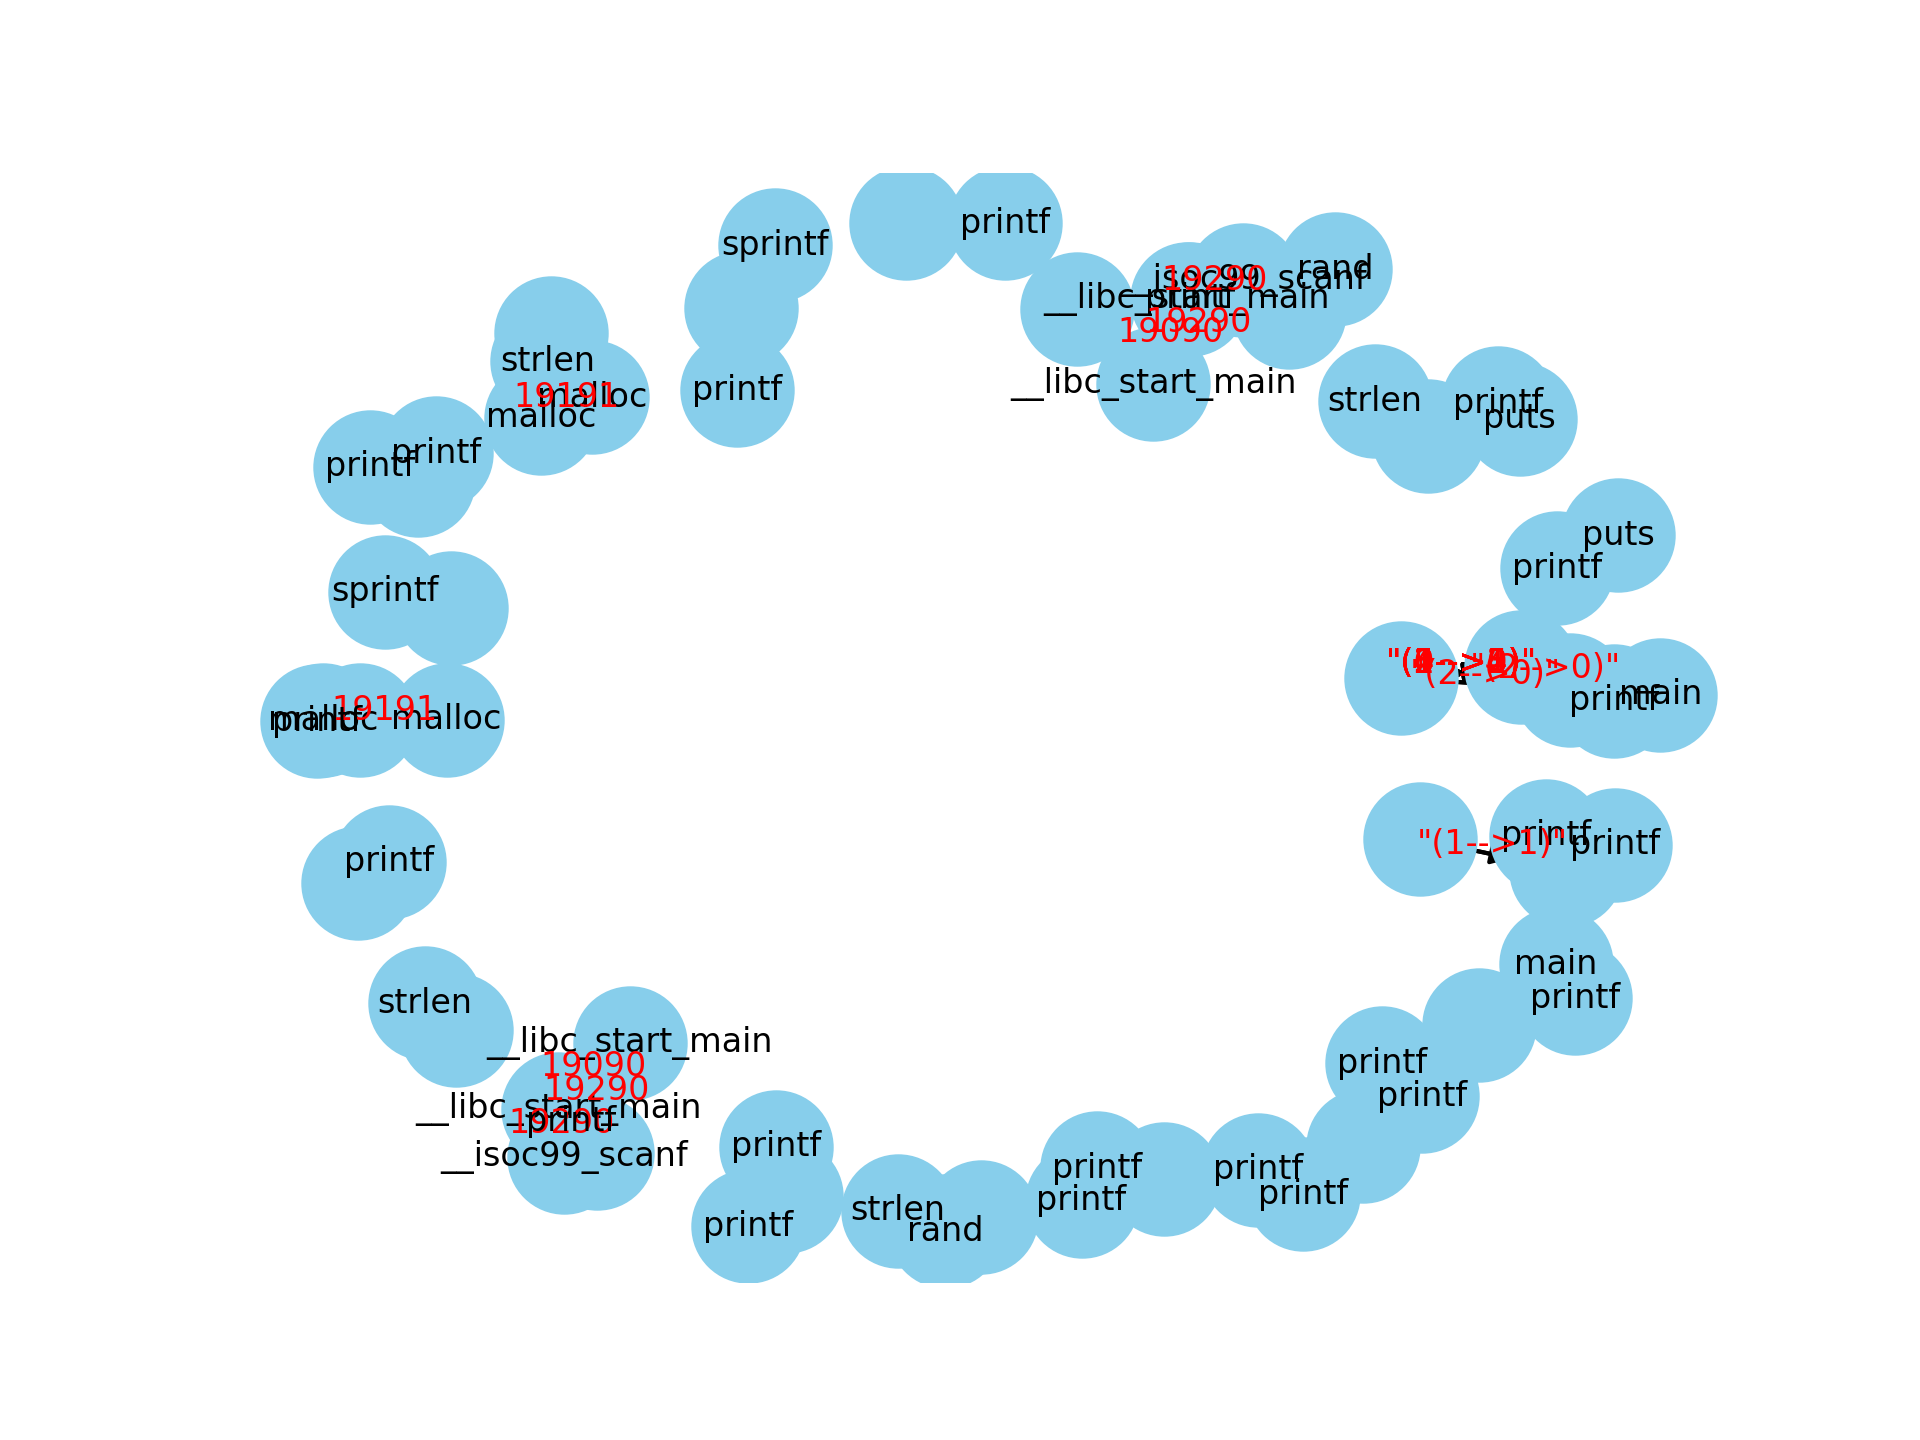 printf
sprintf
rand
__isoc99_scanf
19290
__libc_start_main
printf
19290
19090
strlen
malloc
19191
malloc
printf
__libc_start_main
strlen
printf
puts
printf
printf
puts
printf
sprintf
"(2-->0)"
"(2-->0)"
printf
main
malloc
printf
19191
malloc
printf
"(1-->1)"
printf
printf
main
printf
strlen
__libc_start_main
19090
19290
printf
printf
__libc_start_main
19290
printf
__isoc99_scanf
printf
printf
strlen
rand
printf
printf
printf
printf